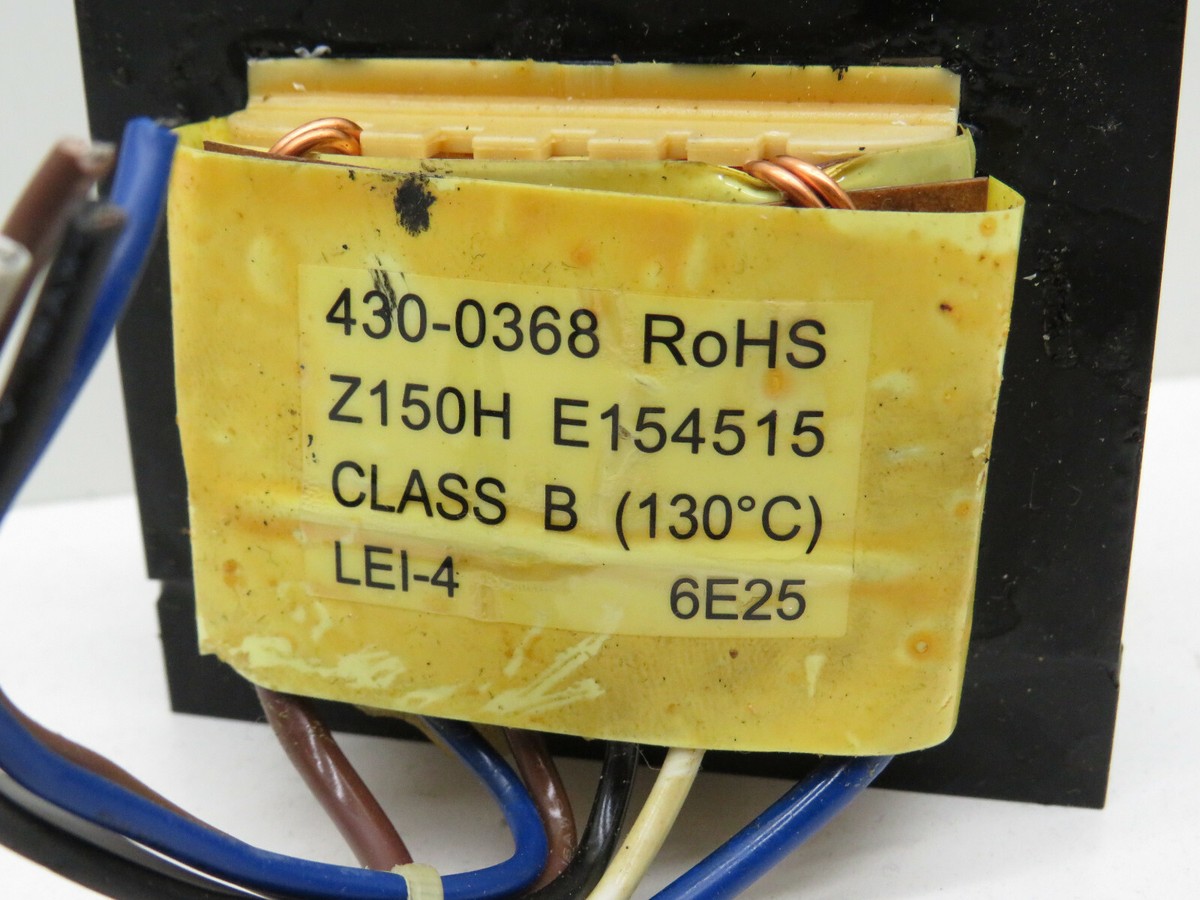 430-0368 RoHS
Z150H E154515
CLASS B (130°C)
LEI-4 6E25